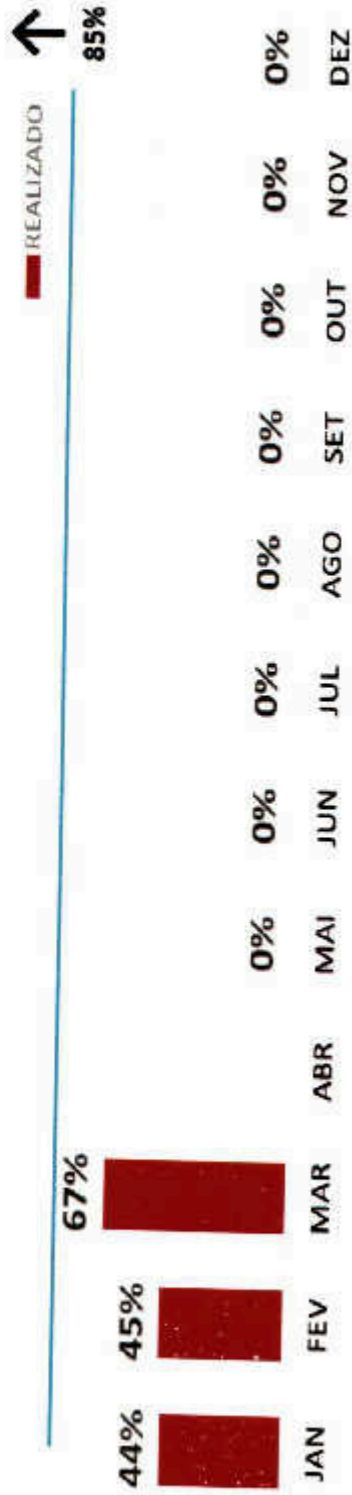 REALIZADO
85%
44% 45% 67% 0% 0% 0% 0% 0% 0% 0% 0%
JAN FEV MAR ABR MAI JUN JUL AGO SET OUT NOV DEZ